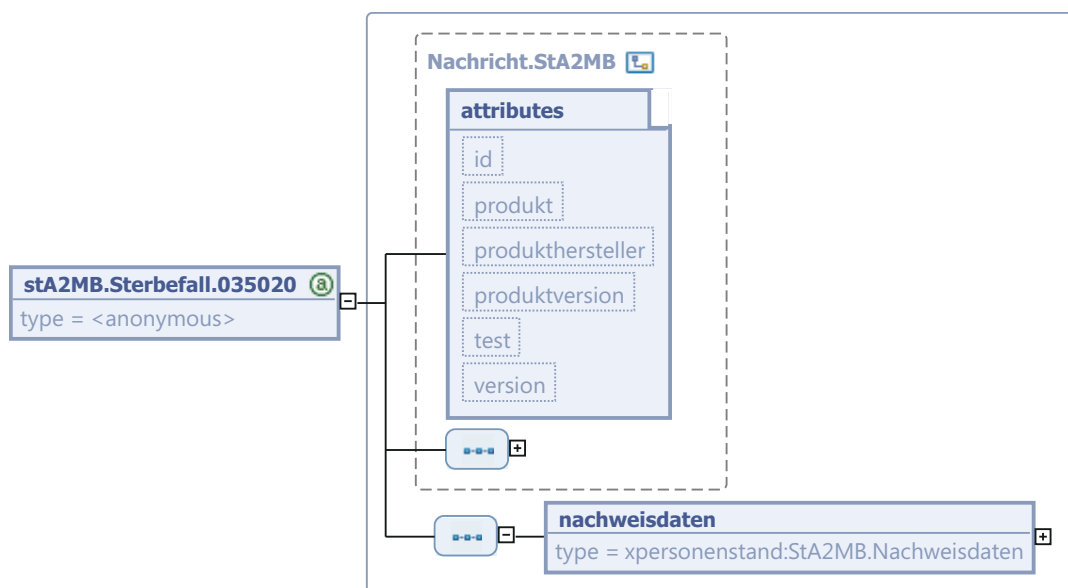 Nachricht.StA2MB
attributes
id
produkt
produkthersteller
produktversion
test
version
stA2MB.Sterbefall.035020 @
type = <anonymous>
nachweisdaten
type = xpersonenstand:StA2MB.Nachweisdaten